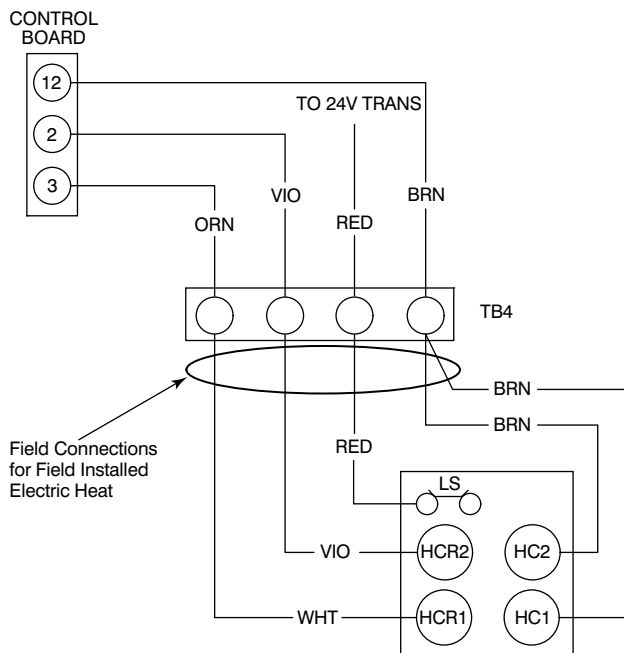 CONTROL
BOARD
12
TO 24V TRANS
2
3
VIO
BRN
ORN
RED
TB4
BRN
BRN
Field Connections
for Field Installed
Electric Heat
RED
LS
VIO
HCR2
HC2
WHT
HCR1
HC1